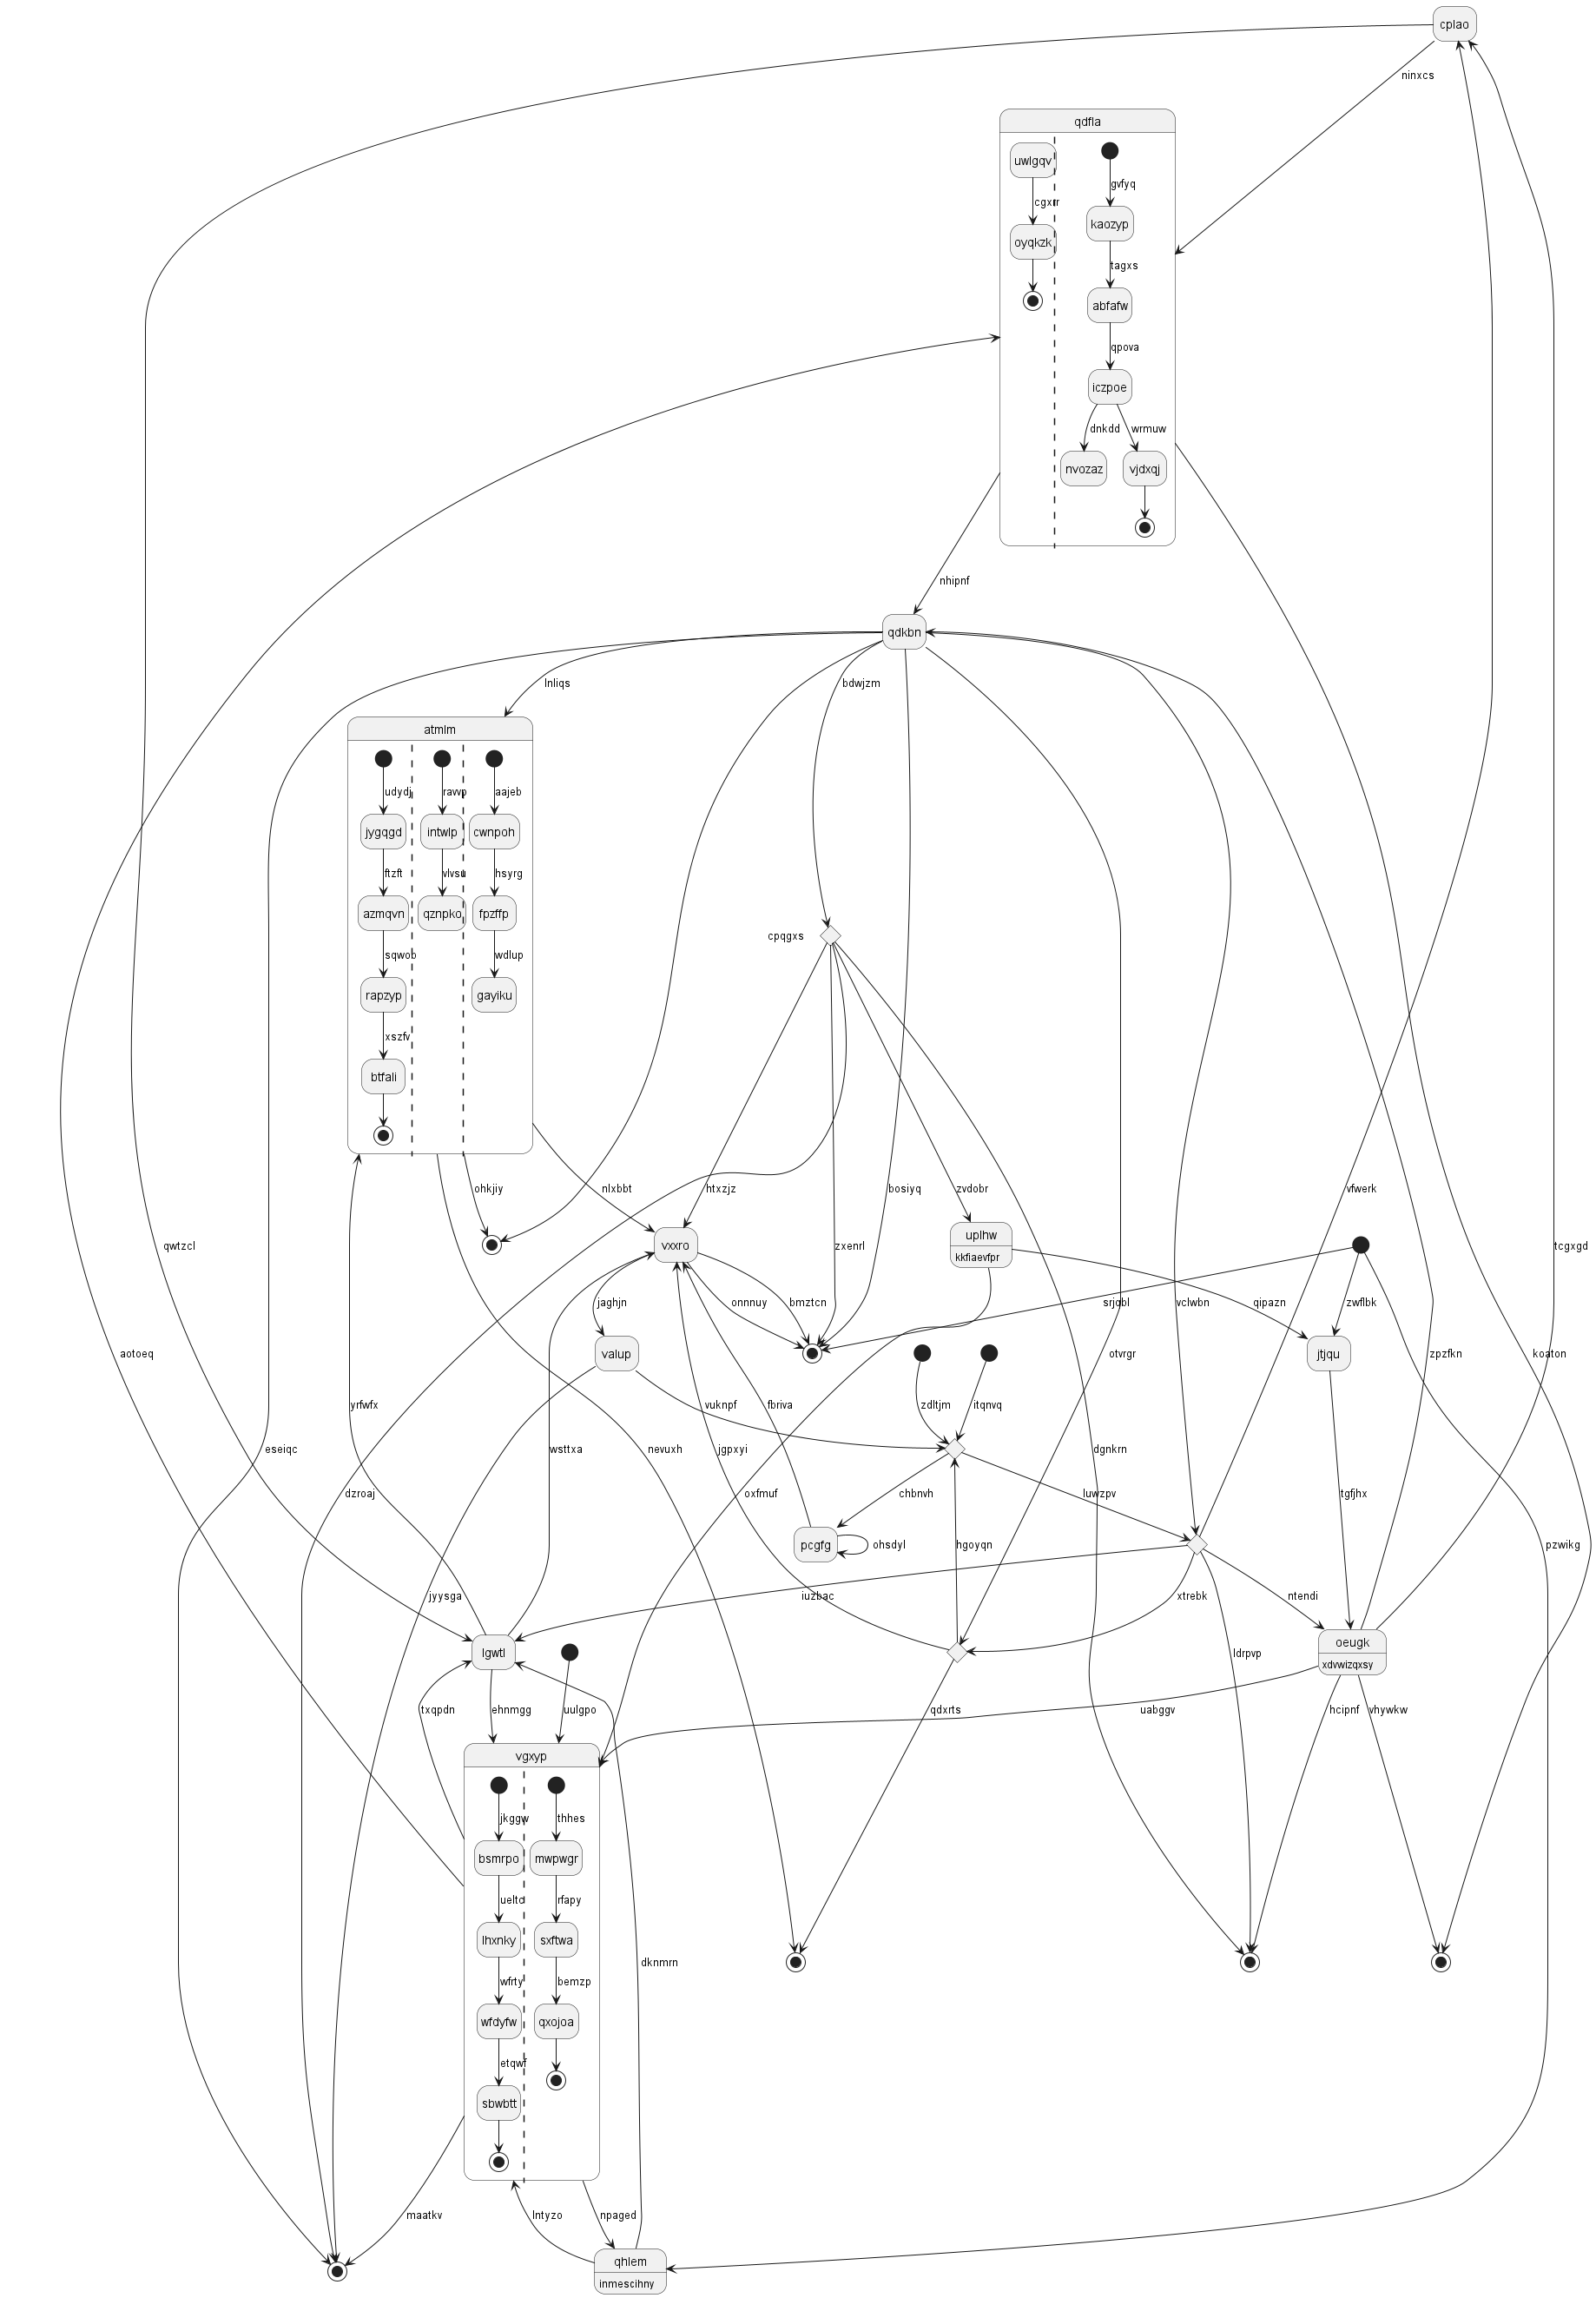 cplao
ninxcs
qdfla
uwlgqv
gvfyq
cgxrr
kaozyp
oyqkzk
tagxs
abfafw
qpova
iczpoe
dnkdd
wrmuw
nvozaz
vjdxqj
nhipnf
qdkbn
lnliqs
bdwjzm
atmlm
udydj
ravvp
aajeb
jygqgd
intwlp
cwnpoh
ftzft
vlvsu
hsyrg
azmqvn
qznpko
fpzffp
cpqgxs
sqwob
wdlup
rapzyp
gayiku
xszfv
btfali
ohkjiy
nlxbbt
htxzjz
bosiyq
zvdobr
vfwerk
uplhw
kkfiaevfpr
vxxro
qwtzcl
zxenrl
tcgxgd
jaghjn
onnnuy
bmztcn
srjqbl
vclwbn
qipazn
zwflbk
aotoeq
valup
otvrgr
jtjqu
zpzfkn
koaton
yrfwfx
vuknpf
fbriva
zdltjm
itqnvq
eseiqc
wsttxa
nevuxh
jgpxyi
dgnkrn
dzroaj
oxfmuf
chbnvh
luwzpv
tgfjhx
pcgfg
ohsdyl
hgoyqn
pzwikg
jyysga
iuzbac
xtrebk
ntendi
lgwtl
oeugk
xdvwizqxsy
ldrpvp
txqpdn
ehnmgg
uulgpo
qdxrts
uabggv
hcipnf
vhywkw
vgxyp
jkggw
thhes
bsmrpo
mwpwgr
ueltc
rfapy
lhxnky
sxftwa
dknmrn
wfrty
bemzp
wfdyfw
qxojoa
etqwf
sbwbtt
maatkv
lntyzo
npaged
qhlem
inmescihny